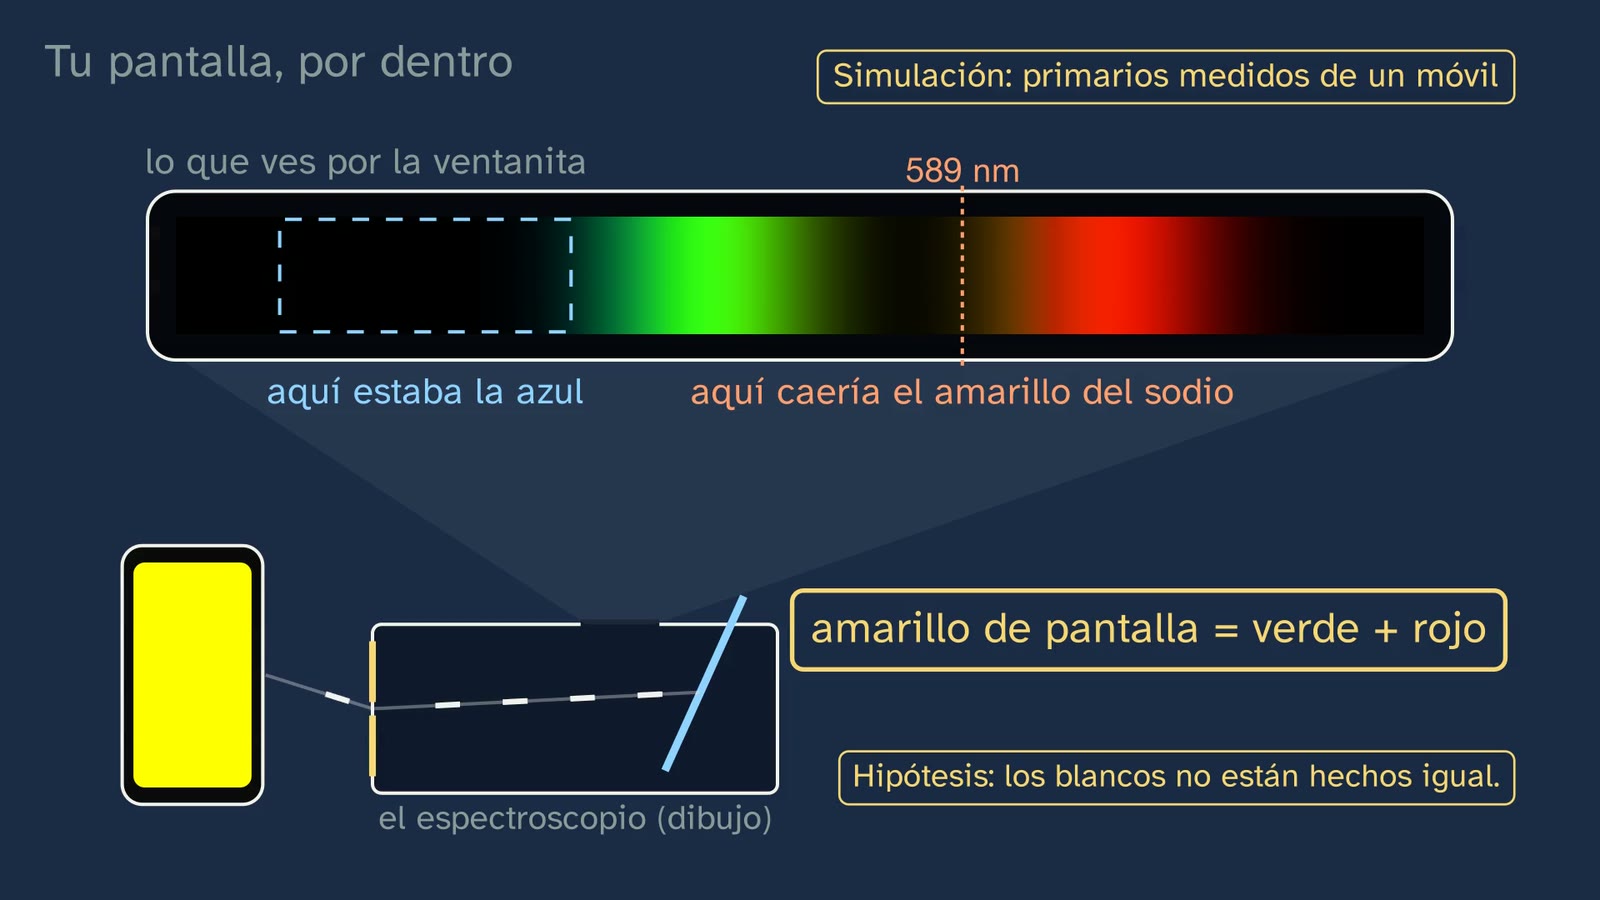 Tu pantalla, por dentro
Simulación: primarios medidos de un móvil
lo que ves por la ventanita
589 nm
aquí estaba la azul
aquí caería el amarillo del sodio
amarillo de pantalla = verde + rojo
Hipótesis: los blancos no están hechos igual.
el espectroscopio (dibujo)